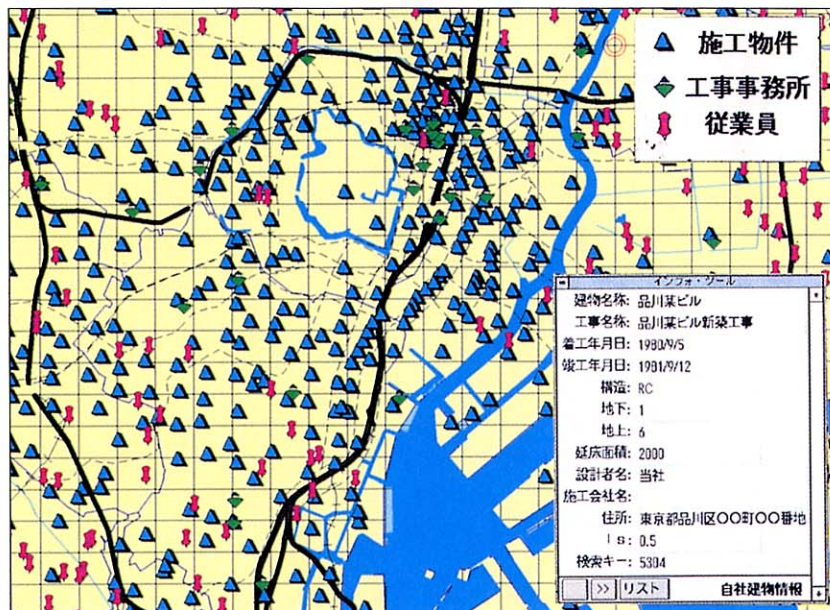 施工物件
工事事務所
従業員
インフォ・ツール
建物名称: 品川某ビル
工事名称: 品川某ビル新築工事
着工年月日: 1980/9/5
竣工年月日: 1981/9/12
構造: RC
地下: 1
地上: 6
延床面積: 2000
設計者名: 当社
施工会社名:
住所: 東京都品川区〇〇町〇〇番地
Is: 0.5
検索キー: 5304
>> リスト 自社建物情報